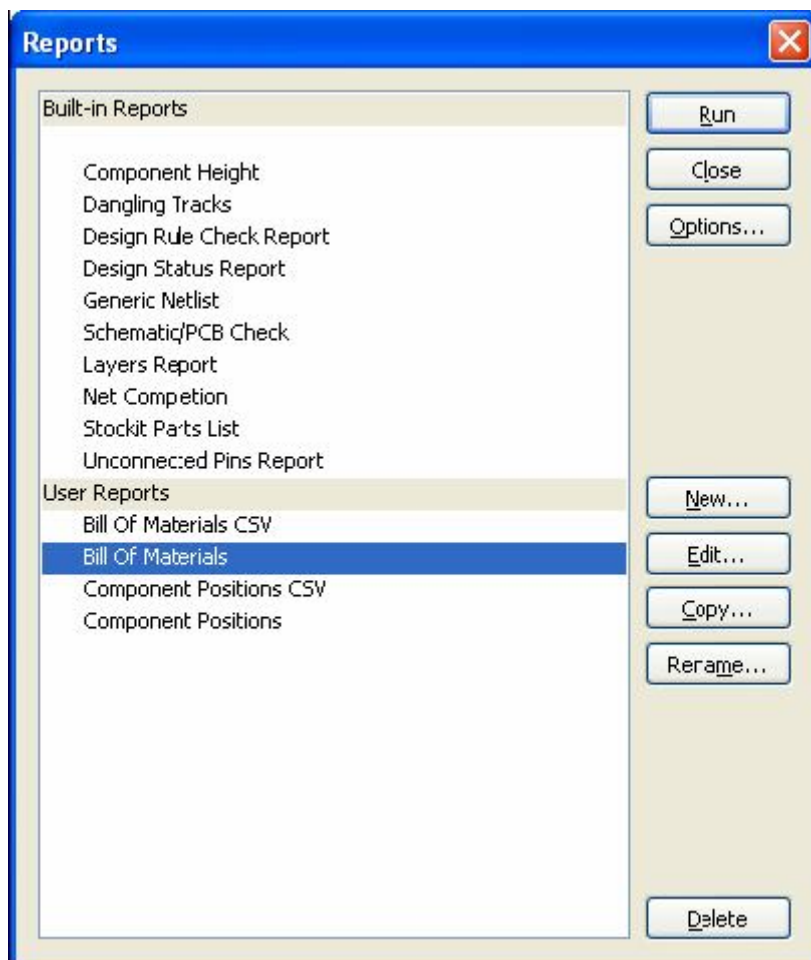 Reports
Built-in Reports
Component Height
Dangling Tracks
Design Rule Check Report
Design Status Report
Generic Netlist
Schematic/PCB Check
Layers Report
Net Competion
Stockit Parts List
Unconnected Pins Report
User Reports
Bill Of Materials CSV
Bill Of Materials
Component Positions CSV
Component Positions
Run
Close
Options...
New...
Edit...
Copy...
Rename...
Delete